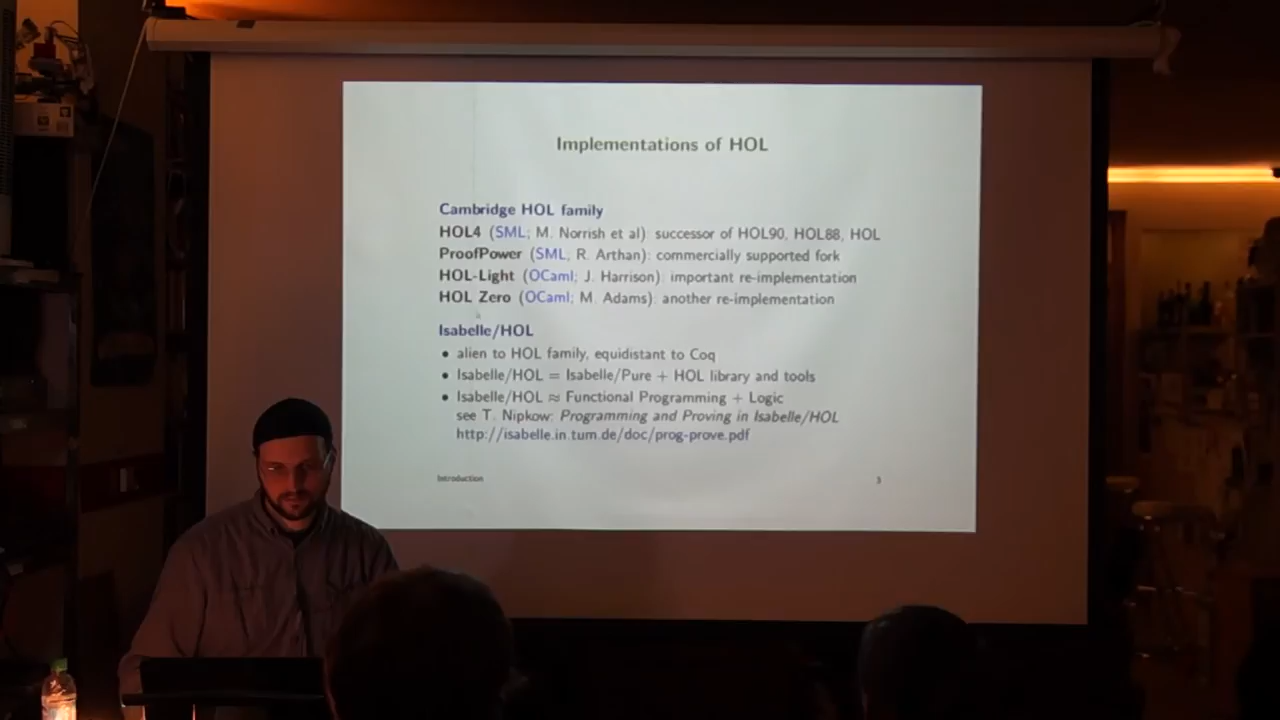 Implementations of HOL
Cambridge HOL family
HOL4 (SML; M. Norrish et al): successor of HOL90, HOL88, HOL
ProofPower (SML; R. Arthan): commercially supported fork
HOL-Light (OCaml; J. Harrison): important re-implementation
HOL Zero (OCaml; M. Adams): another re-implementation
Isabelle/HOL
• alien to HOL family, equidistant to Coq
• Isabelle/HOL = Isabelle/Pure + HOL library and tools
• Isabelle/HOL ≈ Functional Programming + Logic
see T. Nipkow: Programming and Proving in Isabelle/HOL
http://isabelle.in.tum.de/doc/prog-prove.pdf
Introduction 3